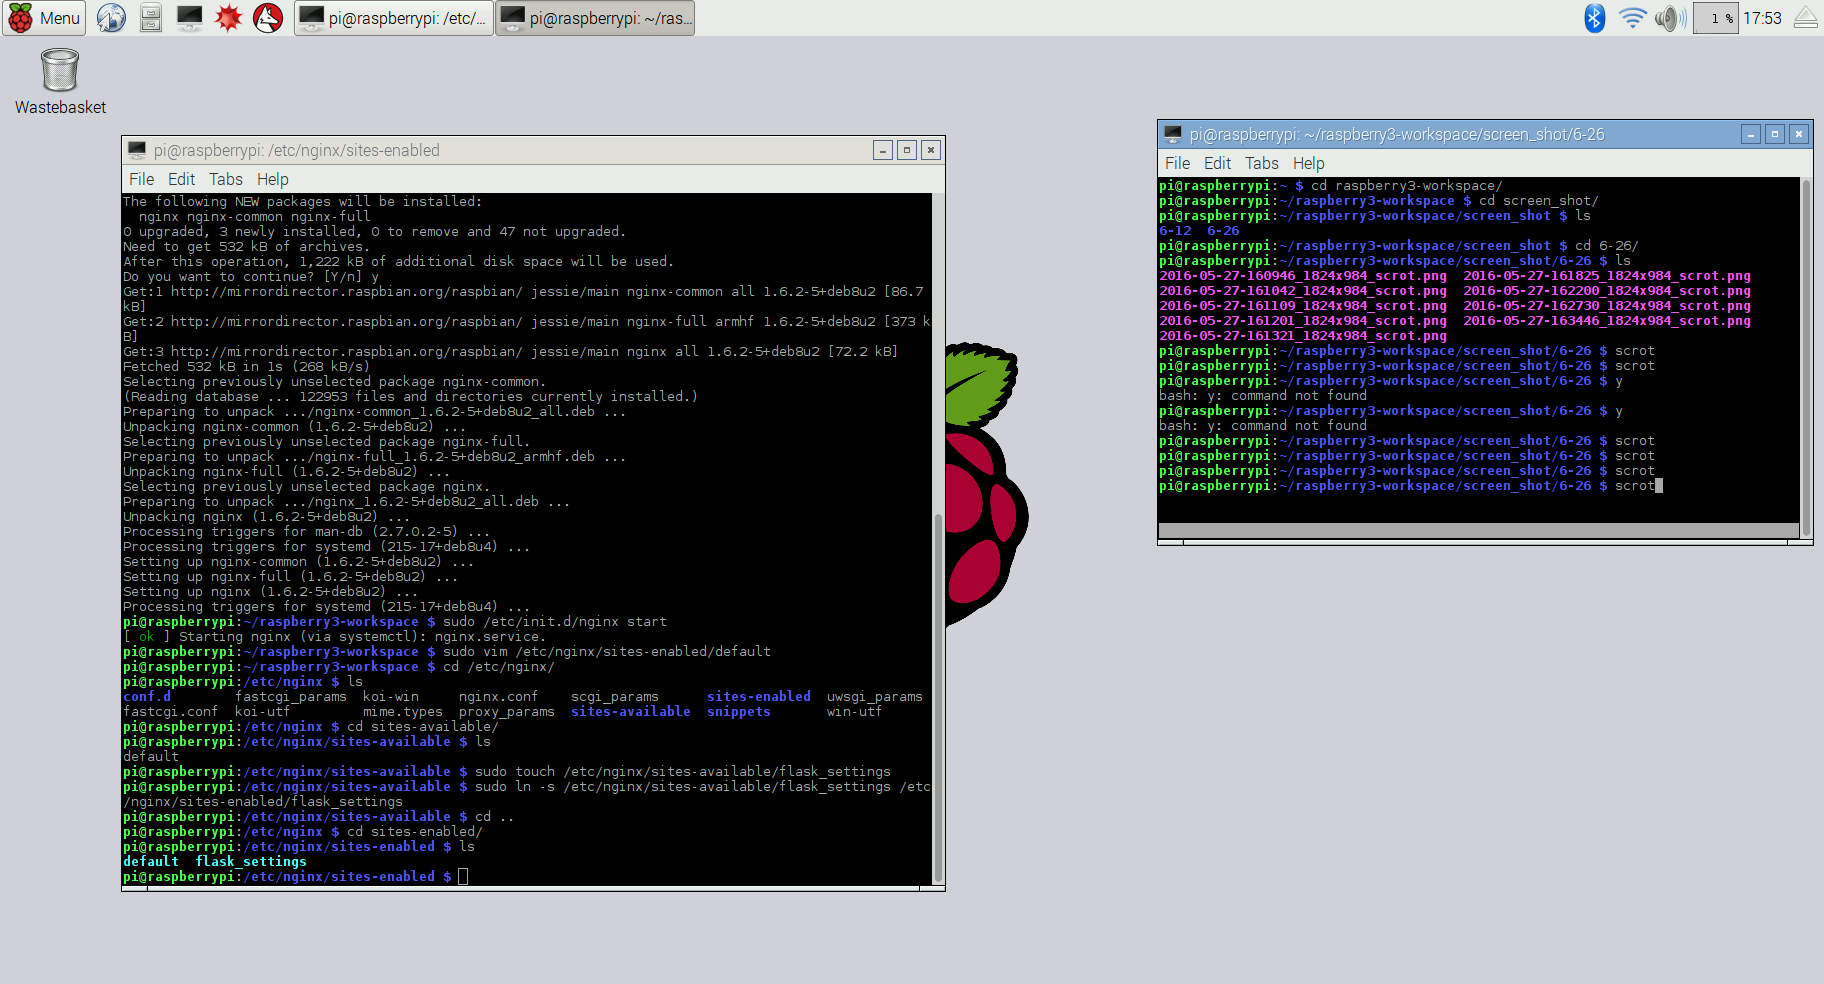 Menu
pi@raspberrypi: /etc/...
pi@raspberrypi: ~/ras...
1 %
17:53
Wastebasket
pi@raspberrypi: /etc/nginx/sites-enabled
File Edit Tabs Help
The following NEW packages will be installed:
  nginx nginx-common nginx-full
0 upgraded, 3 newly installed, 0 to remove and 47 not upgraded.
Need to get 532 kB of archives.
After this operation, 1,222 kB of additional disk space will be used.
Do you want to continue? [Y/n] y
Get:1 http://mirrordirector.raspbian.org/raspbian/ jessie/main nginx-common all 1.6.2-5+deb8u2 [86.7
kB]
Get:2 http://mirrordirector.raspbian.org/raspbian/ jessie/main nginx-full armhf 1.6.2-5+deb8u2 [373 k
B]
Get:3 http://mirrordirector.raspbian.org/raspbian/ jessie/main nginx all 1.6.2-5+deb8u2 [72.2 kB]
Fetched 532 kB in 1s (268 kB/s)
Selecting previously unselected package nginx-common.
(Reading database ... 122953 files and directories currently installed.)
Preparing to unpack .../nginx-common_1.6.2-5+deb8u2_all.deb ...
Unpacking nginx-common (1.6.2-5+deb8u2) ...
Selecting previously unselected package nginx-full.
Preparing to unpack .../nginx-full_1.6.2-5+deb8u2_armhf.deb ...
Unpacking nginx-full (1.6.2-5+deb8u2) ...
Selecting previously unselected package nginx.
Preparing to unpack .../nginx_1.6.2-5+deb8u2_all.deb ...
Unpacking nginx (1.6.2-5+deb8u2) ...
Processing triggers for man-db (2.7.0.2-5) ...
Processing triggers for systemd (215-17+deb8u4) ...
Setting up nginx-common (1.6.2-5+deb8u2) ...
Setting up nginx-full (1.6.2-5+deb8u2) ...
Setting up nginx (1.6.2-5+deb8u2) ...
Processing triggers for systemd (215-17+deb8u4) ...
pi@raspberrypi:~/raspberry3-workspace $ sudo /etc/init.d/nginx start
[ ok ] Starting nginx (via systemctl): nginx.service.
pi@raspberrypi:~/raspberry3-workspace $ sudo vim /etc/nginx/sites-enabled/default
pi@raspberrypi:~/raspberry3-workspace $ cd /etc/nginx/
pi@raspberrypi:/etc/nginx $ ls
conf.d fastcgi_params koi-win nginx.conf scgi_params sites-enabled uwsgi_params
fastcgi.conf koi-utf mime.types proxy_params sites-available snippets win-utf
pi@raspberrypi:/etc/nginx $ cd sites-available/
pi@raspberrypi:/etc/nginx/sites-available $ ls
default
pi@raspberrypi:/etc/nginx/sites-available $ sudo touch /etc/nginx/sites-available/flask_settings
pi@raspberrypi:/etc/nginx/sites-available $ sudo ln -s /etc/nginx/sites-available/flask_settings /etc
/nginx/sites-enabled/flask_settings
pi@raspberrypi:/etc/nginx/sites-available $ cd ..
pi@raspberrypi:/etc/nginx $ cd sites-enabled/
pi@raspberrypi:/etc/nginx/sites-enabled $ ls
default flask_settings
pi@raspberrypi:/etc/nginx/sites-enabled $
pi@raspberrypi: ~/raspberry3-workspace/screen_shot/6-26
File Edit Tabs Help
pi@raspberrypi:~ $ cd raspberry3-workspace/
pi@raspberrypi:~/raspberry3-workspace $ cd screen_shot/
pi@raspberrypi:~/raspberry3-workspace/screen_shot $ ls
6-12 6-26
pi@raspberrypi:~/raspberry3-workspace/screen_shot $ cd 6-26/
pi@raspberrypi:~/raspberry3-workspace/screen_shot/6-26 $ ls
2016-05-27-160946_1824x984_scrot.png 2016-05-27-161825_1824x984_scrot.png
2016-05-27-161042_1824x984_scrot.png 2016-05-27-162200_1824x984_scrot.png
2016-05-27-161109_1824x984_scrot.png 2016-05-27-162730_1824x984_scrot.png
2016-05-27-161201_1824x984_scrot.png 2016-05-27-163446_1824x984_scrot.png
2016-05-27-161321_1824x984_scrot.png
pi@raspberrypi:~/raspberry3-workspace/screen_shot/6-26 $ scrot
pi@raspberrypi:~/raspberry3-workspace/screen_shot/6-26 $ scrot
pi@raspberrypi:~/raspberry3-workspace/screen_shot/6-26 $ y
bash: y: command not found
pi@raspberrypi:~/raspberry3-workspace/screen_shot/6-26 $ y
bash: y: command not found
pi@raspberrypi:~/raspberry3-workspace/screen_shot/6-26 $ scrot
pi@raspberrypi:~/raspberry3-workspace/screen_shot/6-26 $ scrot
pi@raspberrypi:~/raspberry3-workspace/screen_shot/6-26 $ scrot
pi@raspberrypi:~/raspberry3-workspace/screen_shot/6-26 $ scrot